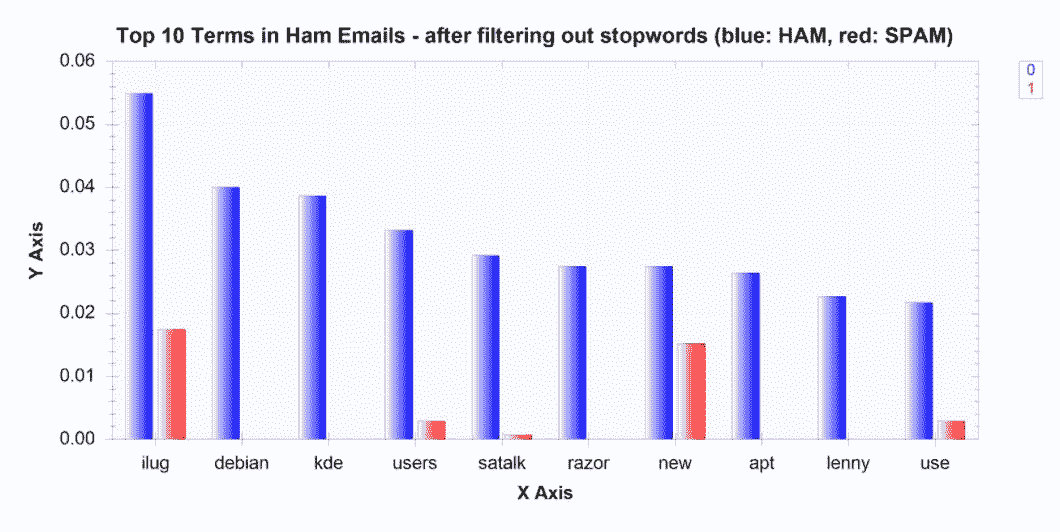 Top 10 Terms in Ham Emails - after filtering out stopwords (blue: HAM, red: SPAM)
0
1
Y Axis
0.06
0.05
0.04
0.03
0.02
0.01
0.00
ilug debian kde users satalk razor new apt lenny use
X Axis